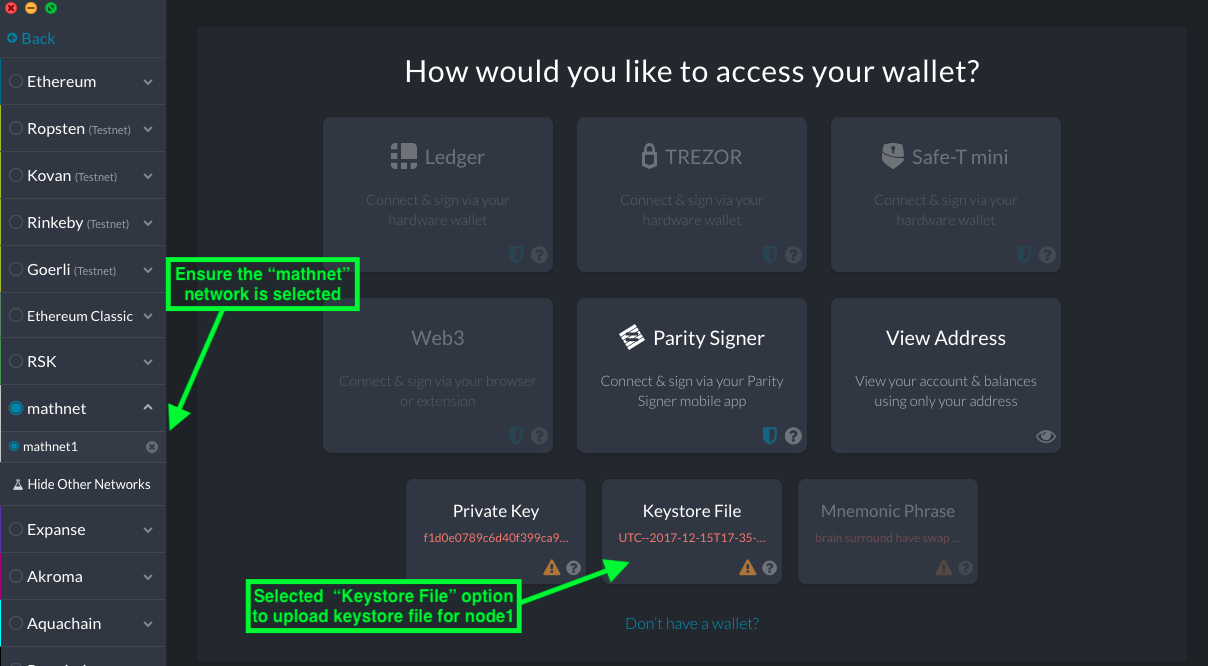 Back
Ethereum
Ropsten (Testnet)
Kovan (Testnet)
Rinkeby (Testnet)
Goerli (Testnet)
Ethereum Classic
RSK
mathnet
mathnet1
Hide Other Networks
Expanse
Akroma
Aquachain
How would you like to access your wallet?
Ledger
Connect & sign via your
hardware wallet
TREZOR
Connect & sign via your
hardware wallet
Safe-T mini
Connect & sign via your
hardware wallet
Ensure the “mathnet”
network is selected
Web3
Connect & sign via your browser
or extension
Parity Signer
Connect & sign via your Parity
Signer mobile app
View Address
View your account & balances
using only your address
Private Key
f1d0e0789c6d40f399ca9...
Keystore File
UTC--2017-12-15T17-35-...
Mnemonic Phrase
brain surround have swap ...
Selected “Keystore File” option
to upload keystore file for node1
Don't have a wallet?